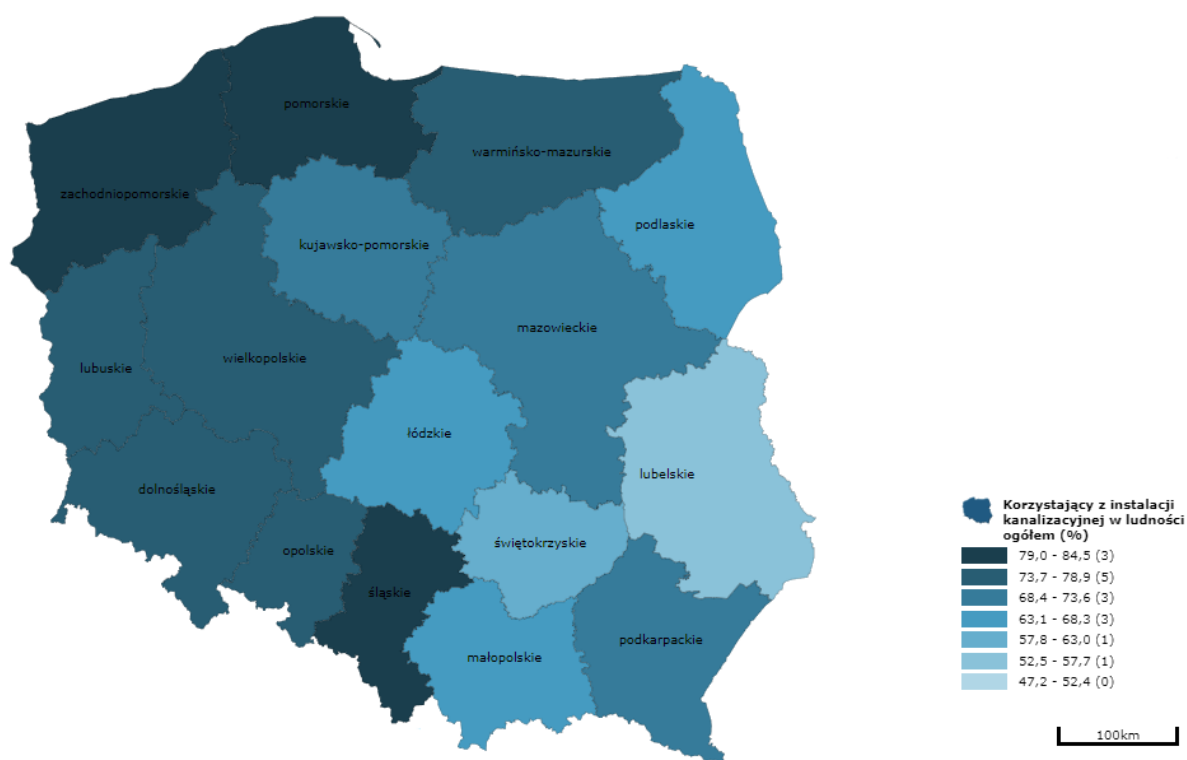 pomorskie
warmińsko-mazurskie
zachodniopomorskie
podlaskie
kujawsko-pomorskie
mazowieckie
wielkopolskie
lubuskie
łódzkie
lubelskie
dolnośląskie
świętokrzyskie
opolskie
śląskie
podkarpackie
małopolskie
Korzystający z instalacji
kanalizacyjnej w ludności
ogółem (%)
79,0 - 84,5 (3)
73,7 - 78,9 (5)
68,4 - 73,6 (3)
63,1 - 68,3 (3)
57,8 - 63,0 (1)
52,5 - 57,7 (1)
47,2 - 52,4 (0)
100km